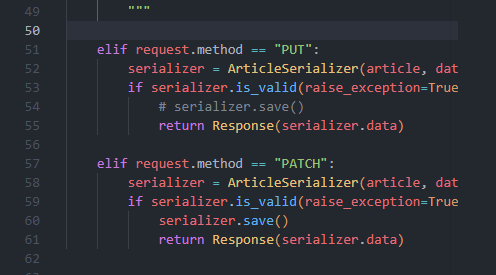 49 """
50
51 elif request.method == "PUT":
52 serializer = ArticleSerializer(article, dat
53 if serializer.is_valid(raise_exception=True
54 # serializer.save()
55 return Response(serializer.data)
56
57 elif request.method == "PATCH":
58 serializer = ArticleSerializer(article, dat
59 if serializer.is_valid(raise_exception=True
60 serializer.save()
61 return Response(serializer.data)
62
63